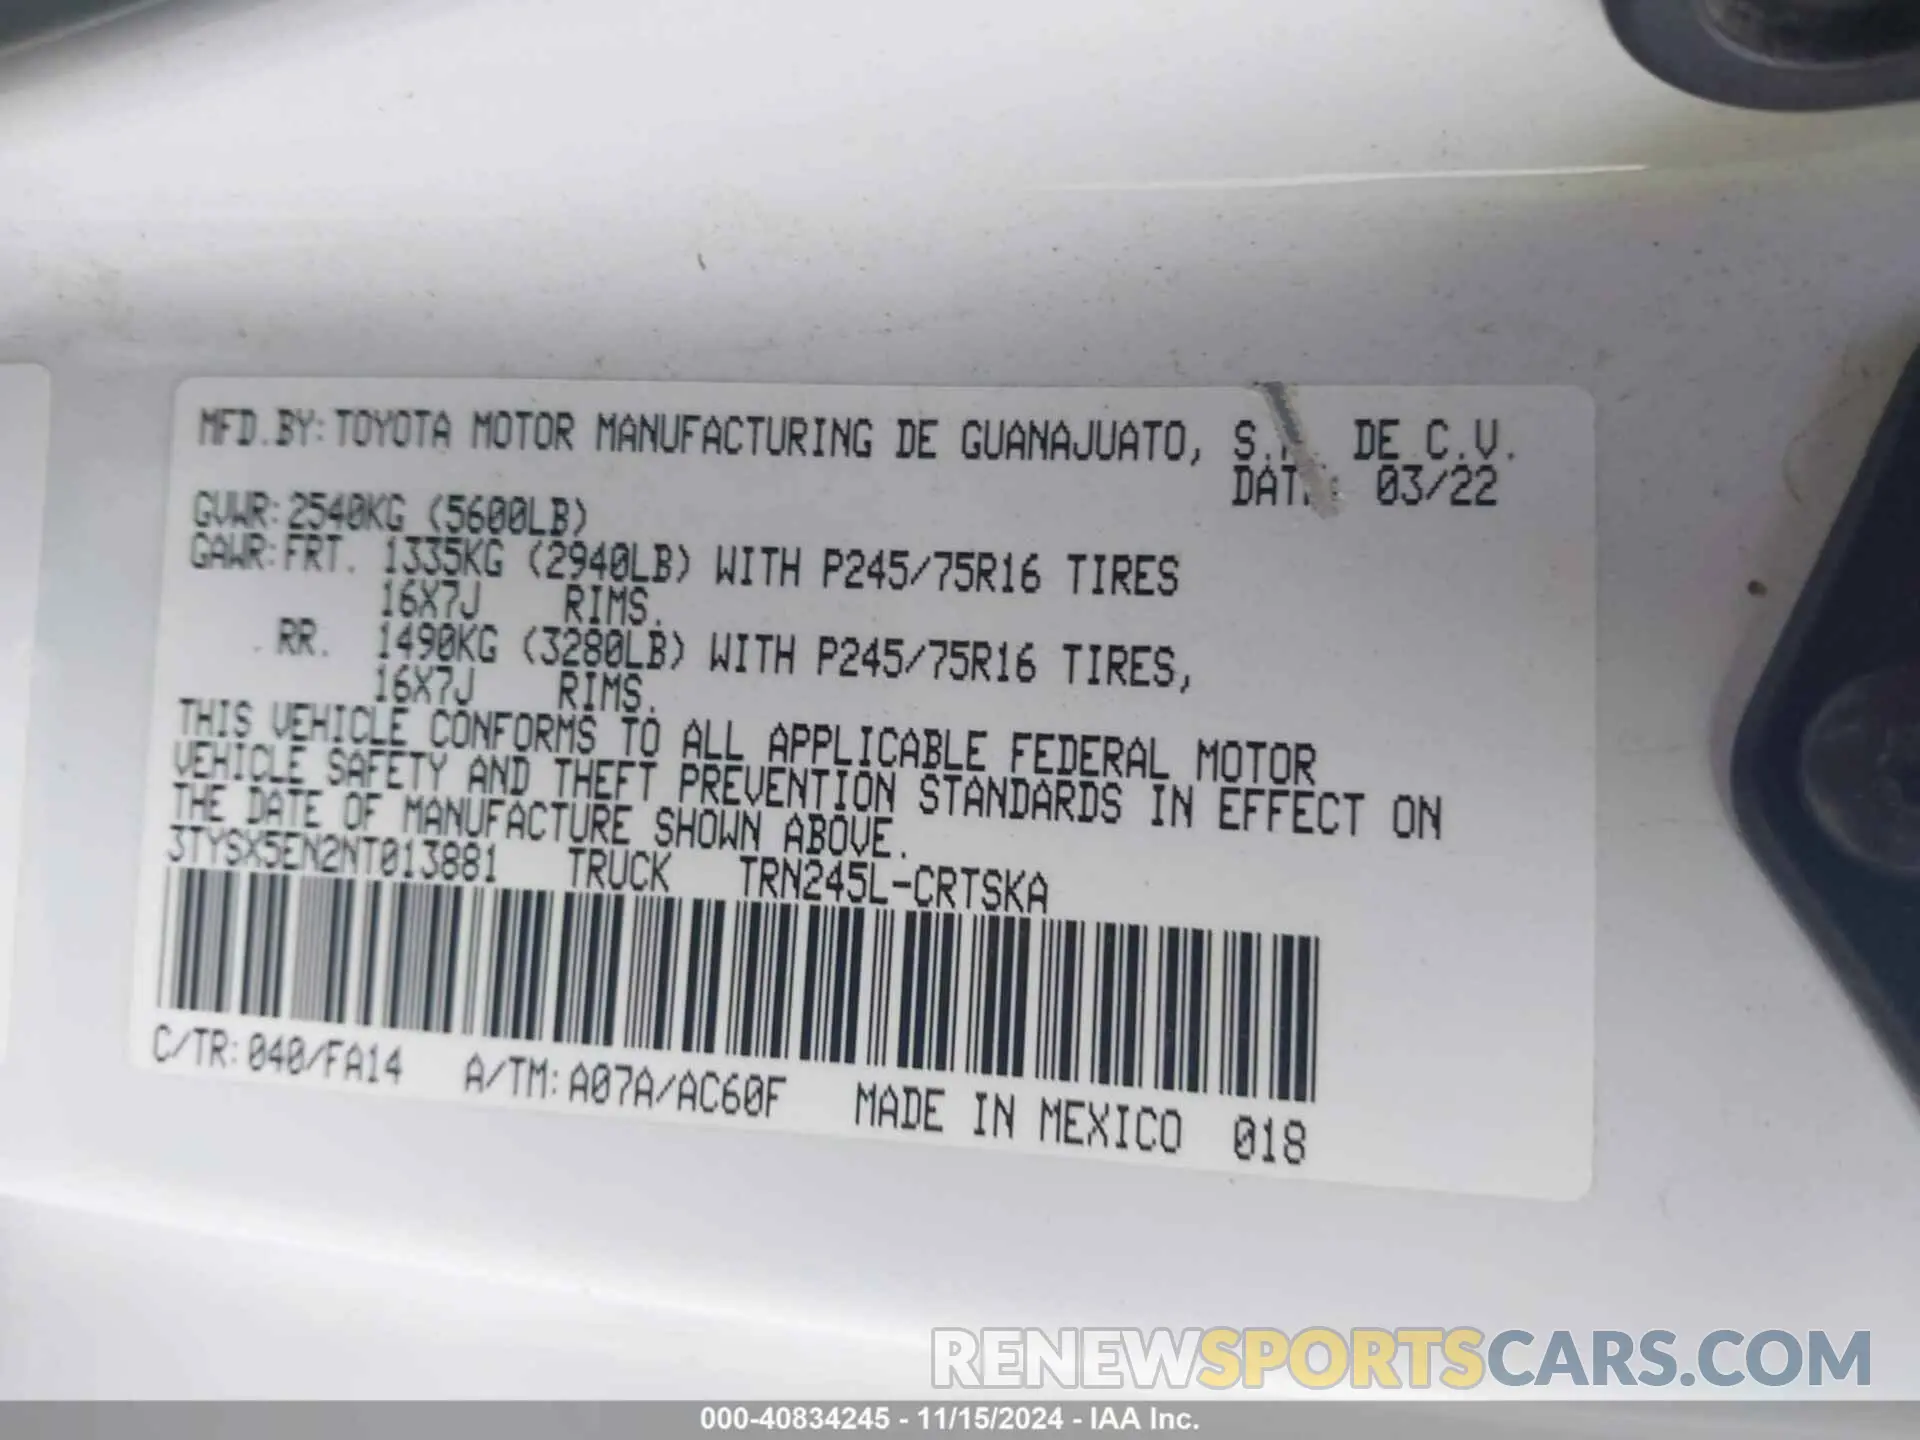 MFD.BY:TOYOTA MOTOR MANUFACTURING DE GUANAJUATO, DE C.V.
03/22
GVWR:2540KG (5600LB)
GAWR:FRT. 1335KG (2940LB) WITH P245/75R16 TIRES
16X7J RIMS.
RR. 1490KG (3280LB) WITH P245/75R16 TIRES,
16X7J RIMS.
THIS VEHICLE CONFORMS TO ALL APPLICABLE FEDERAL MOTOR
VEHICLE SAFETY AND THEFT PREVENTION STANDARDS IN EFFECT ON
THE DATE OF MANUFACTURE SHOWN ABOVE.
3TYSX5EN2NT013881 TRUCK TRN245L-CRTSKA
C/TR:040/FA14 A/TM:A07A/AC60F MADE IN MEXICO 018
RENEWSPORTSCARS.COM
000-40834245 - 11/15/2024 - IAA Inc.